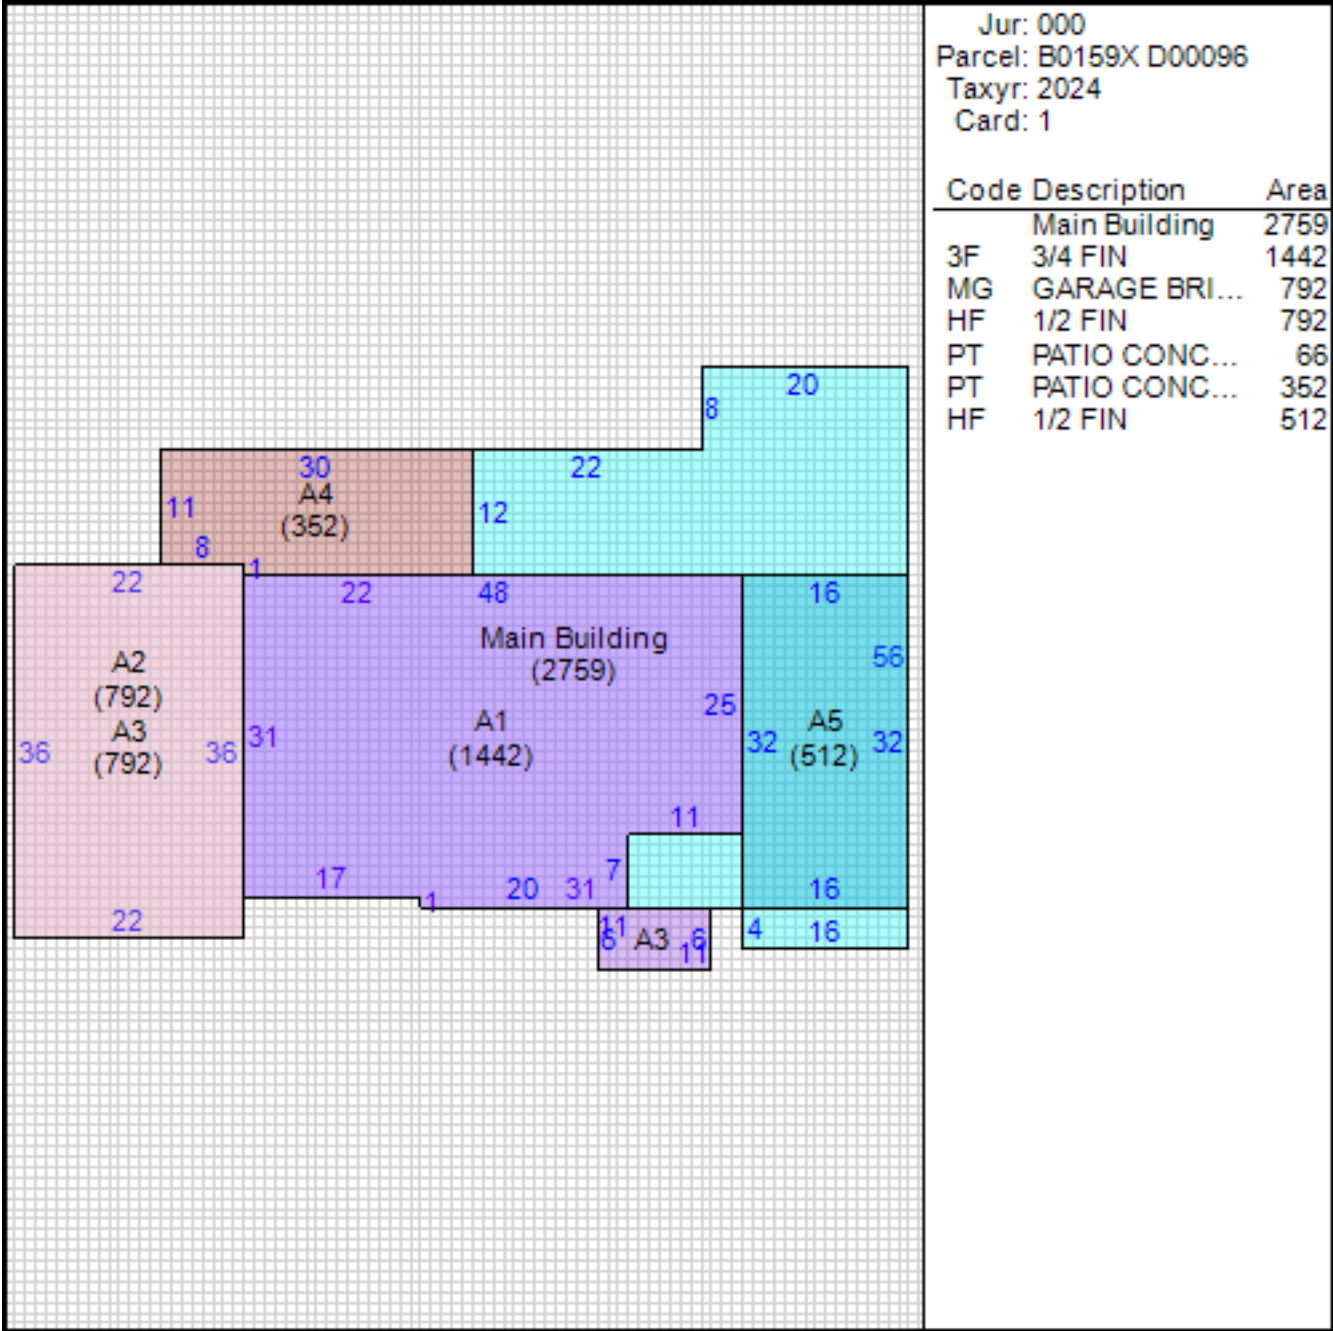 Jur: 000
Parcel: B0159X D00096
Taxyr: 2024
Card: 1
Code Description Area
Main Building 2759
3F 3/4 FIN 1442
MG GARAGE BRI... 792
HF 1/2 FIN 792
PT PATIO CONC... 66
PT PATIO CONC... 352
HF 1/2 FIN 512
20
8
30
22
A4
11
12
(352)
8
1
22
22
48
16
Main Building
(2759)
56
A2
(792)
A3
(792)
25
A1
(1442)
A5
(512)
36
36
31
32
32
11
7
17
1
20
31
16
22
11
6
A3
6
11
4
16